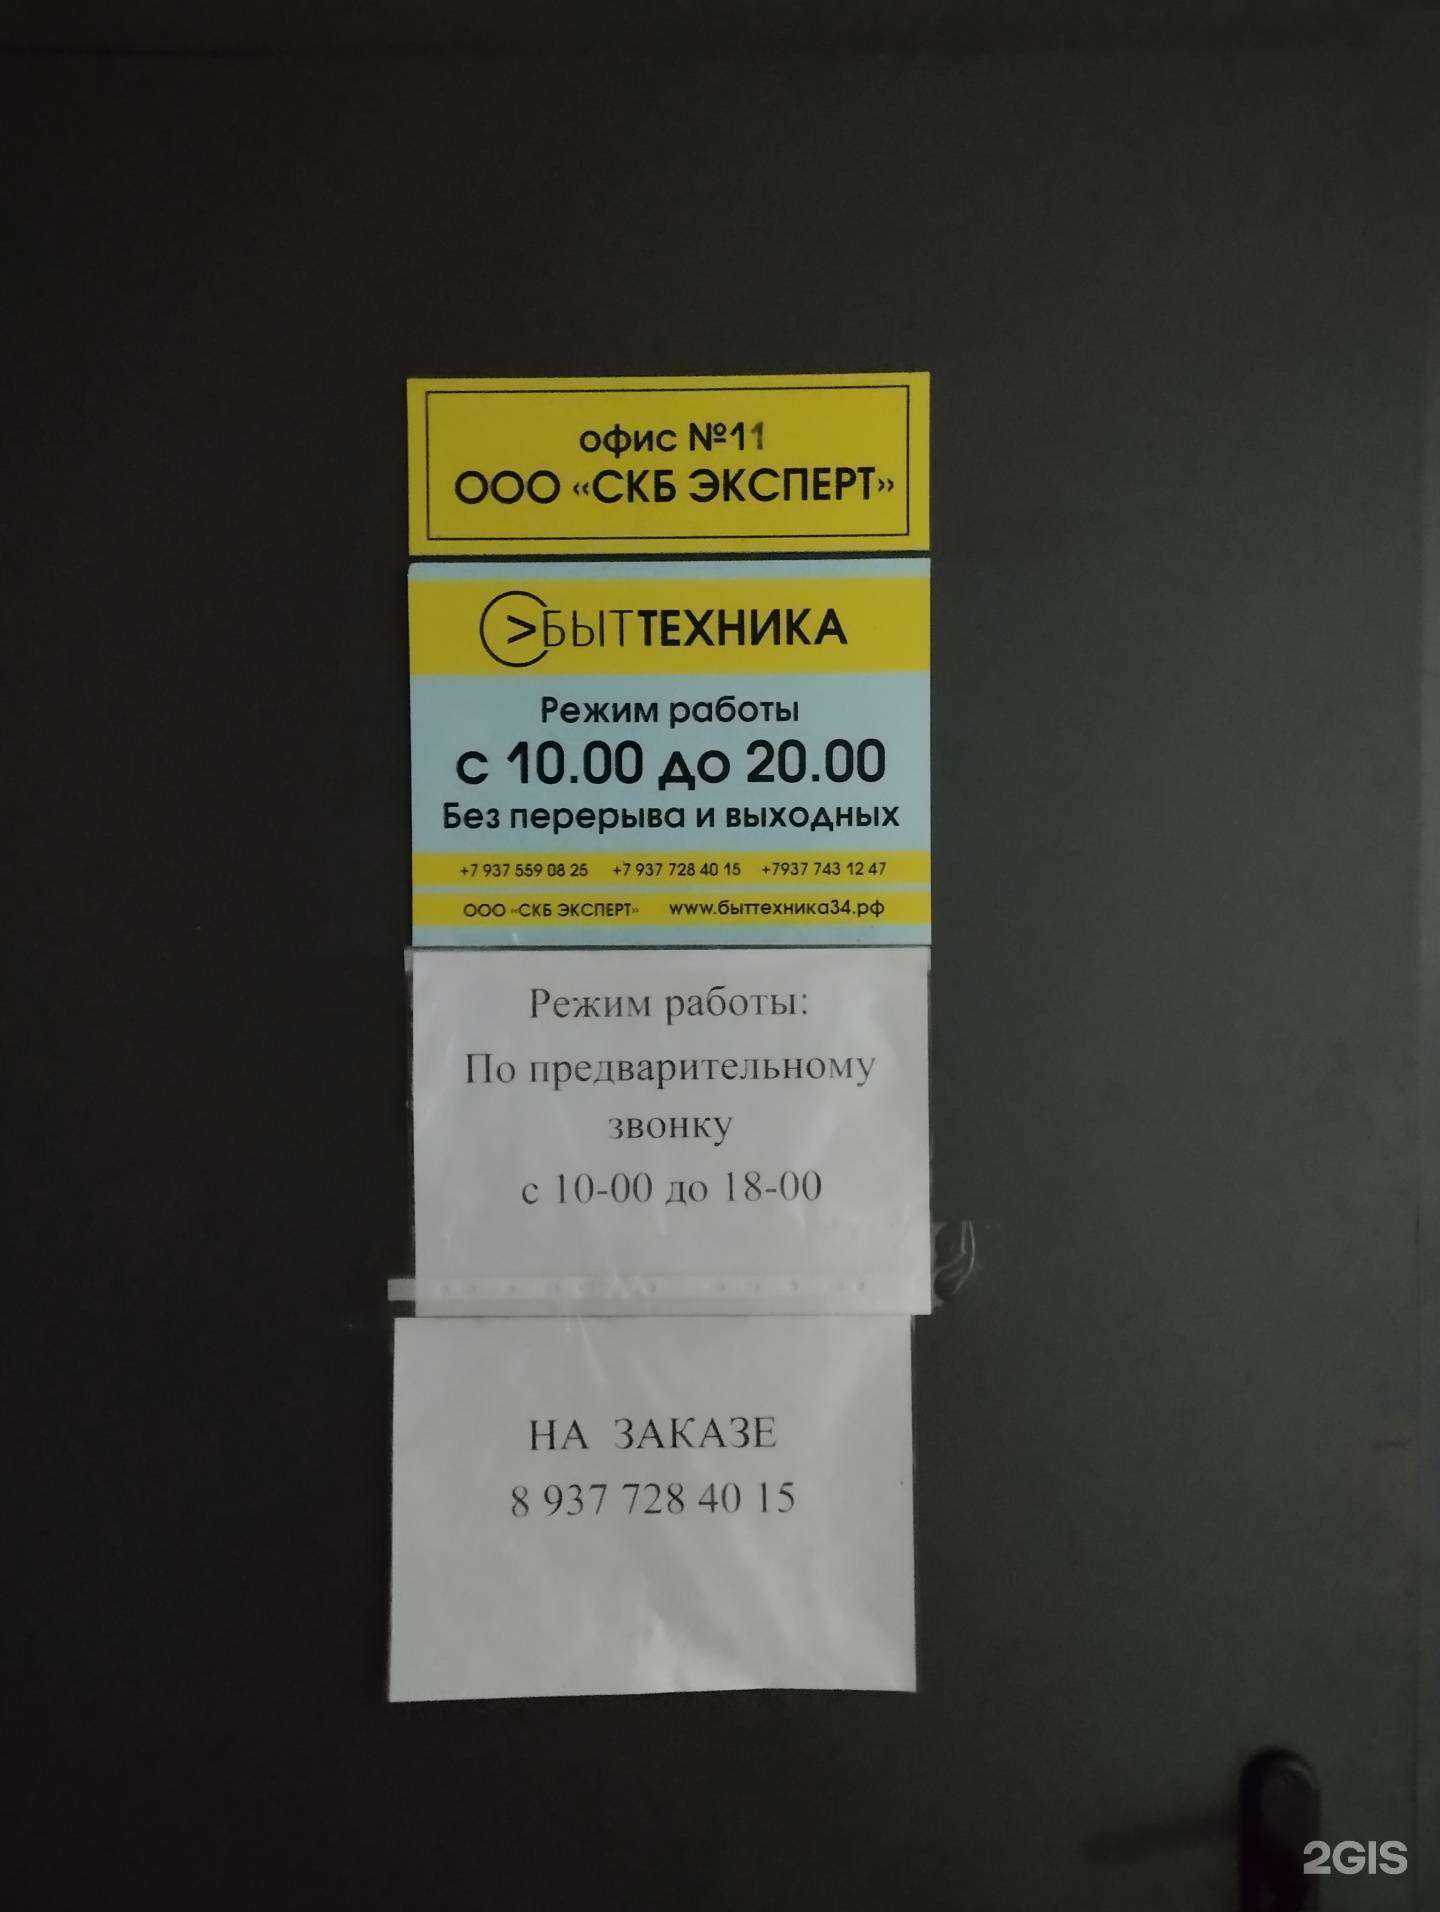 офис №11
ООО «СКБ ЭКСПЕРТ»
>БЫТТЕХНИКА
Режим работы
с 10.00 до 20.00
Без перерыва и выходных
+7 937 559 08 25 +7 937 728 40 15 +7937 743 12 47
ООО «СКБ ЭКСПЕРТ» www.быттехника34.рф
Режим работы:
По предварительному
звонку
с 10-00 до 18-00
НА ЗАКАЗЕ
8 937 728 40 15
2GIS